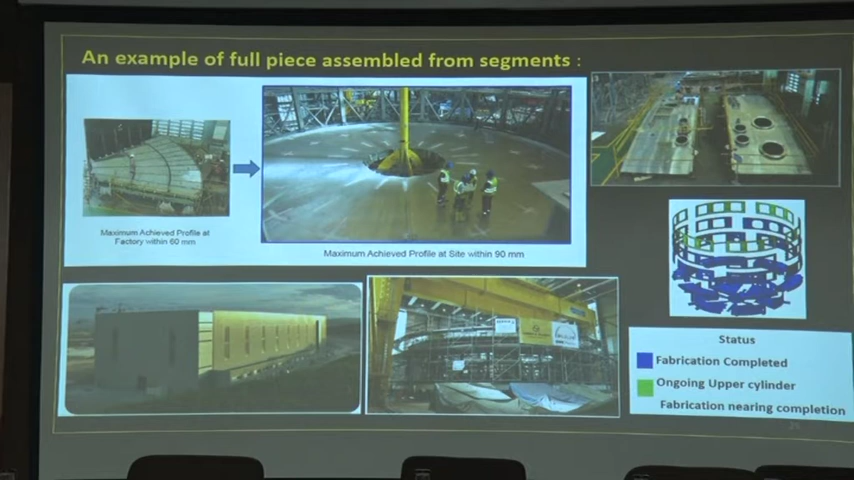 An example of full piece assembled from segments :
Maximum Achieved Profile at
Factory within 60 mm
Maximum Achieved Profile at Site within 90 mm
Status
Fabrication Completed
Ongoing Upper cylinder
Fabrication nearing completion